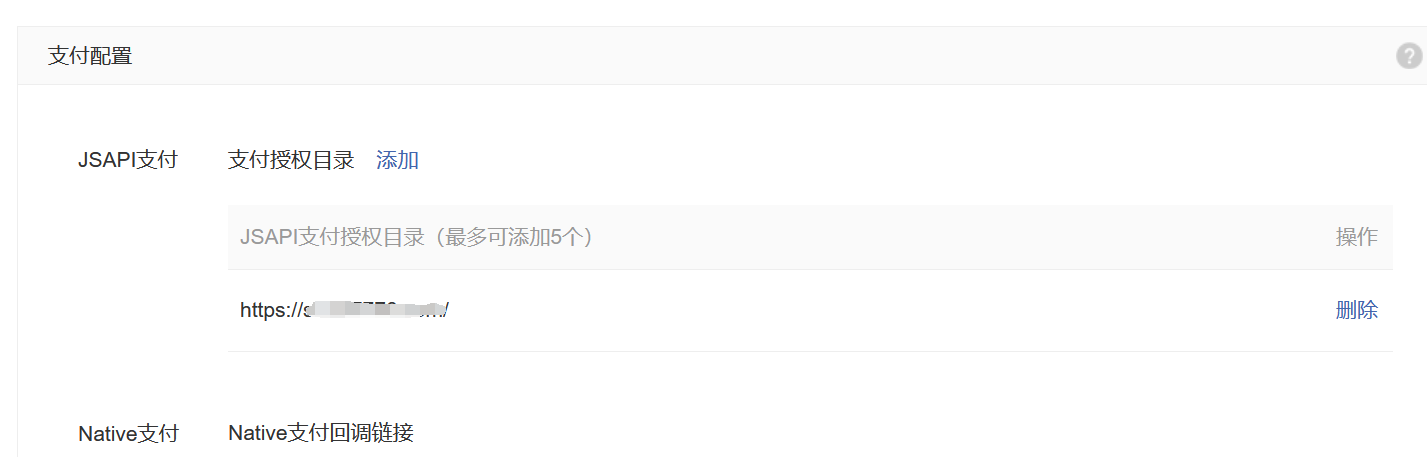 支付配置
?
JSAPI支付 支付授权目录 添加
JSAPI支付授权目录（最多可添加5个） 操作
https:// / 删除
Native支付 Native支付回调链接